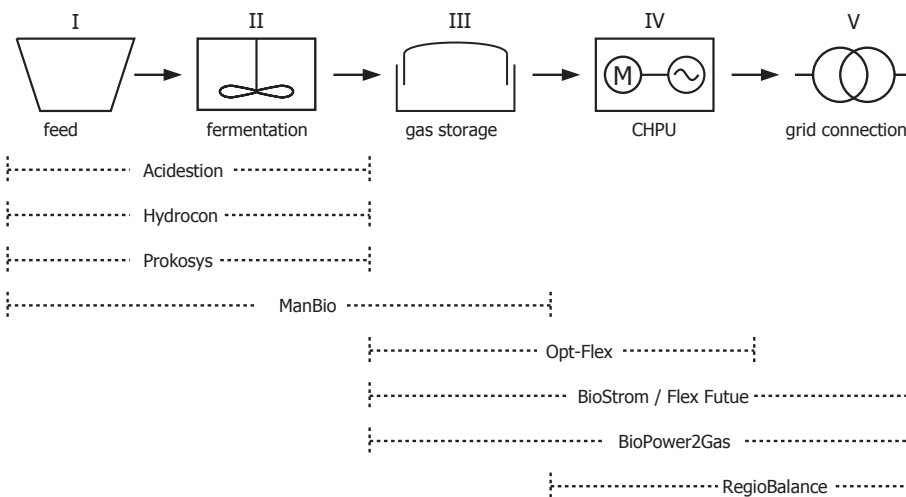 I II III IV V
M
feed fermentation gas storage CHPU grid connection
Acidestion
Hydrocon
Prokosys
ManBio
Opt-Flex
BioStrom / Flex Futue
BioPower2Gas
RegioBalance